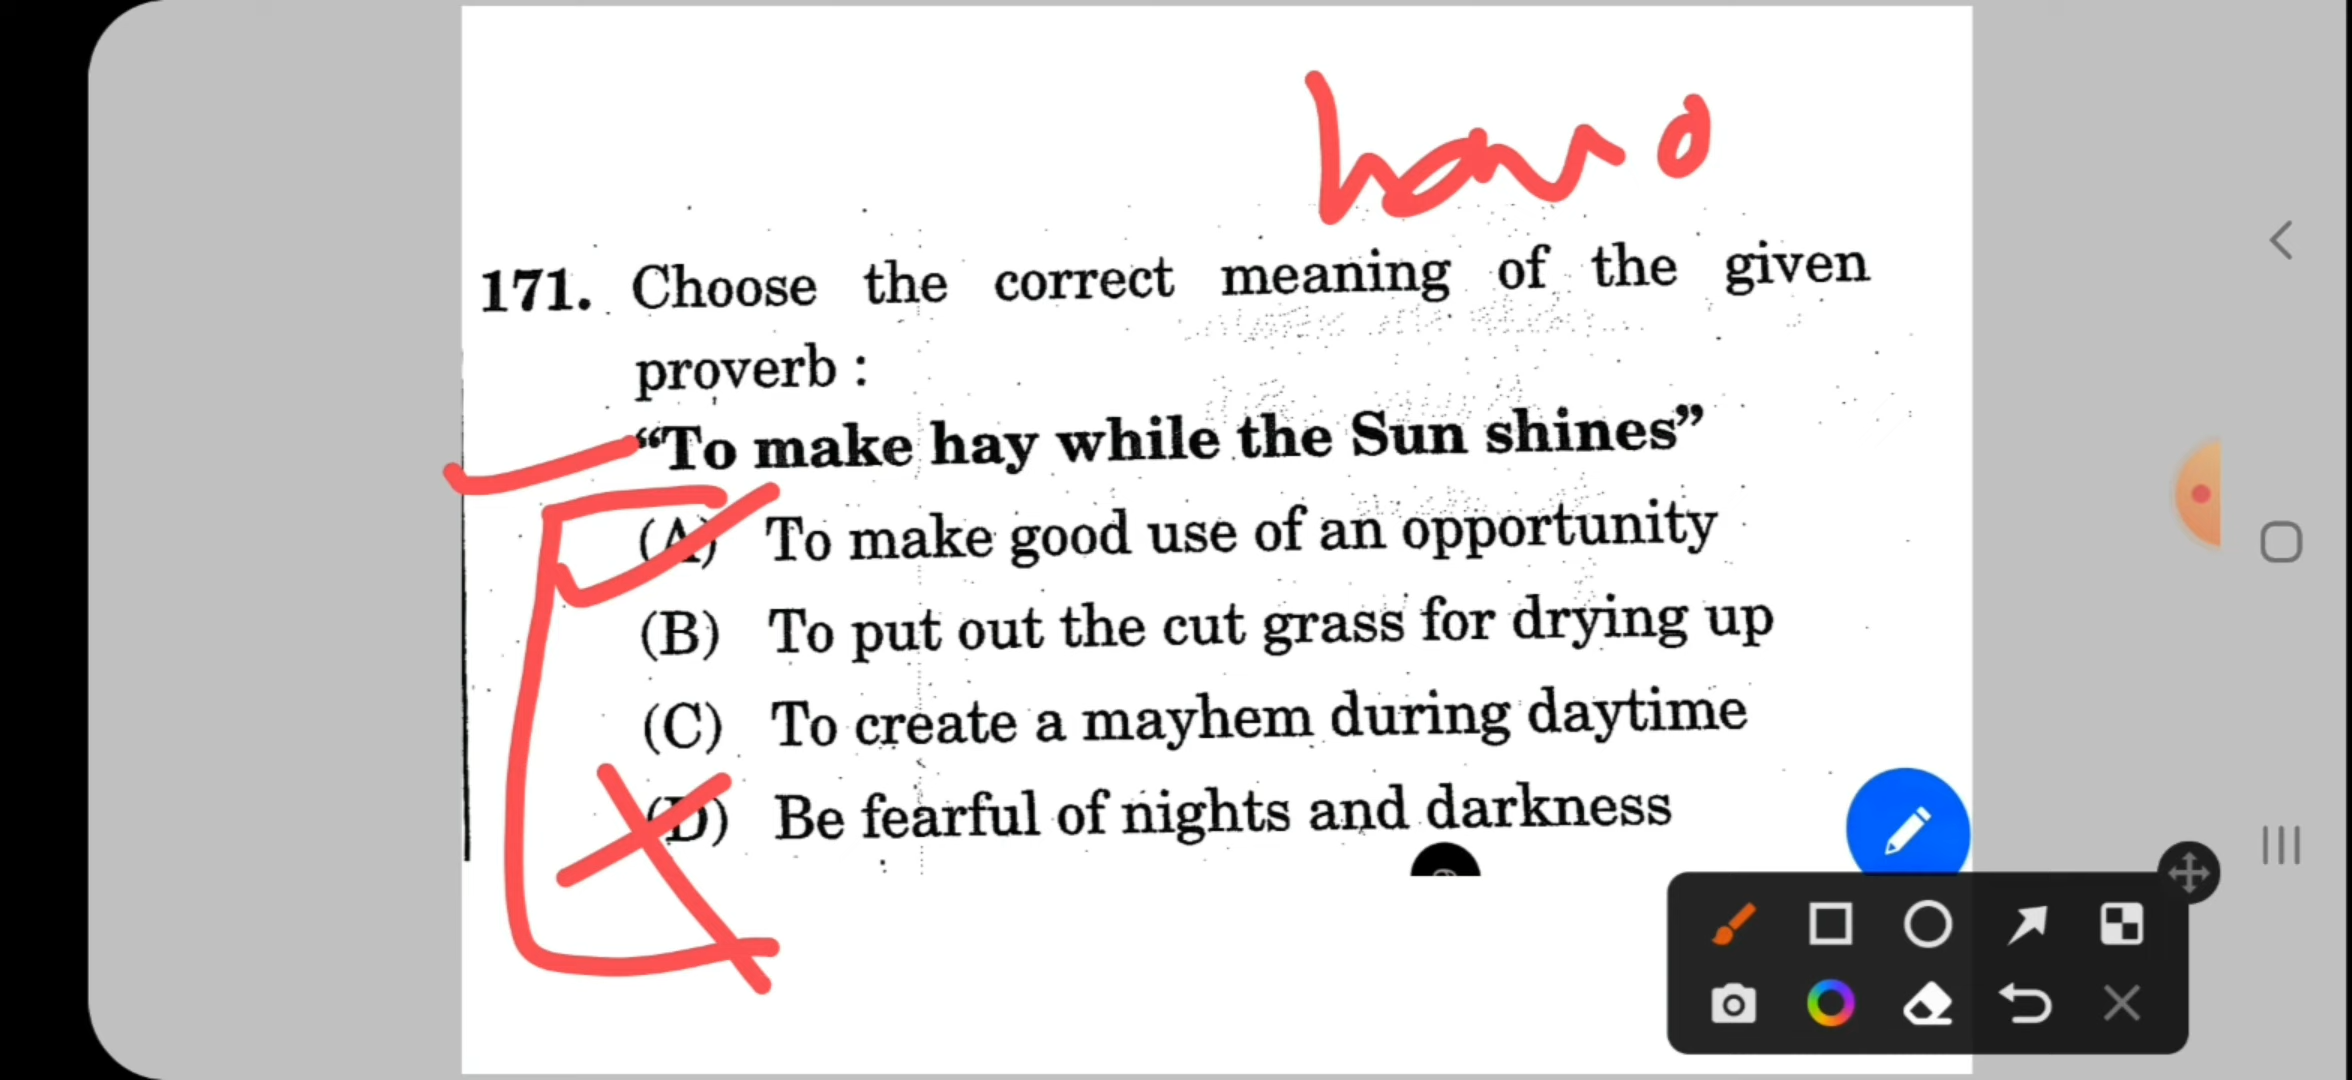 171. Choose the correct meaning of the given
proverb :
“To make hay while the Sun shines”
(A) To make good use of an opportunity
(B) To put out the cut grass for drying up
(C) To create a mayhem during daytime
(D) Be fearful of nights and darkness